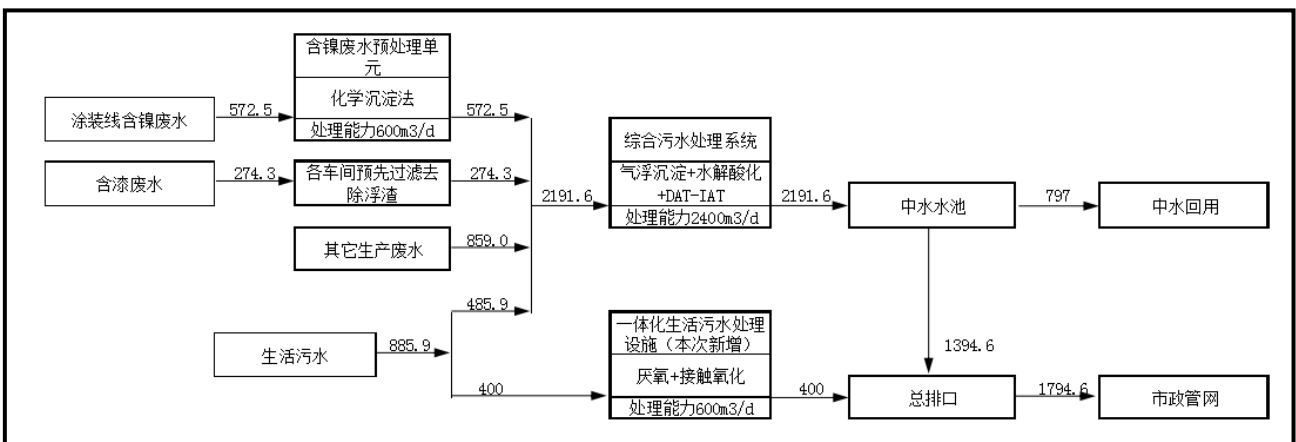 含镍废水预处理单
元
化学沉淀法
处理能力600m3/d
涂装线含镍废水
572.5
572.5
综合污水处理系统
气浮沉淀+水解酸化
+DAT-IAT
处理能力2400m3/d
含漆废水
274.3
各车间预先过滤去
除浮渣
274.3
2191.6
2191.6
中水水池
797
中水回用
其它生产废水
859.0
485.9
生活污水
885.9
400
一体化生活污水处理
设施（本次新增）
厌氧+接触氧化
处理能力600m3/d
400
1394.6
总排口
1794.6
市政管网